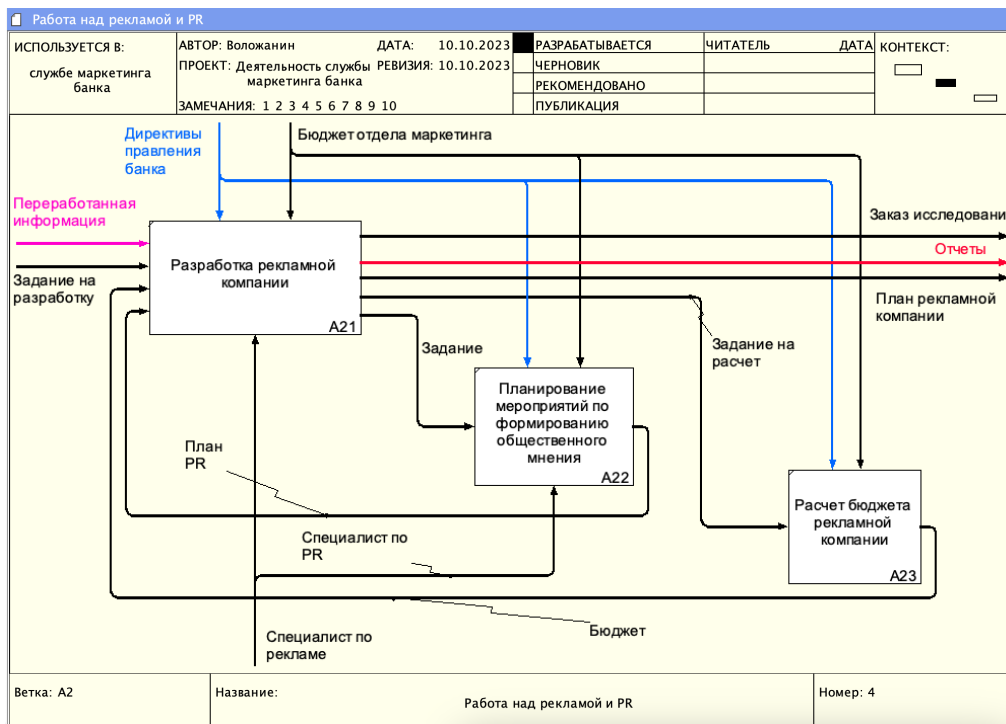 Работа над рекламой и PR
ИСПОЛЬЗУЕТСЯ В:
службе маркетинга
банка
АВТОР: Воложанин
ДАТА: 10.10.2023
ПРОЕКТ: Деятельность службы
маркетинга банка
РЕВИЗИЯ: 10.10.2023
ЗАМЕЧАНИЯ: 1 2 3 4 5 6 7 8 9 10
РАЗРАБАТЫВАЕТСЯ
ЧЕРНОВИК
РЕКОМЕНДОВАНО
ПУБЛИКАЦИЯ
ЧИТАТЕЛЬ
ДАТА
КОНТЕКСТ:
Директивы
правления
банка
Бюджет отдела маркетинга
Переработанная
информация
Задание на
разработку
Разработка рекламной
компании
A21
Заказ исследовани
Отчеты
План рекламной
компании
Задание
Задание на
расчет
Планирование
мероприятий по
формированию
общественного
мнения
A22
План
PR
Специалист по
PR
Расчет бюджета
рекламной
компании
A23
Бюджет
Специалист по
рекламе
Ветка: A2
Название:
Работа над рекламой и PR
Номер: 4